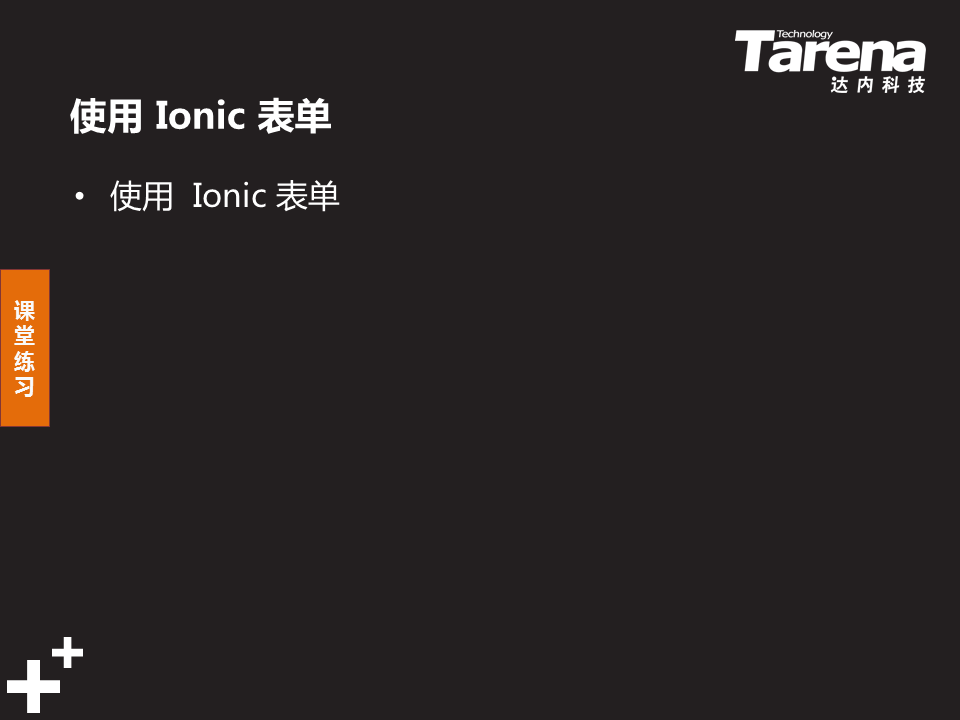 Technology
Tarena
达内科技
使用 Ionic 表单
• 使用 Ionic 表单
课
堂
练
习